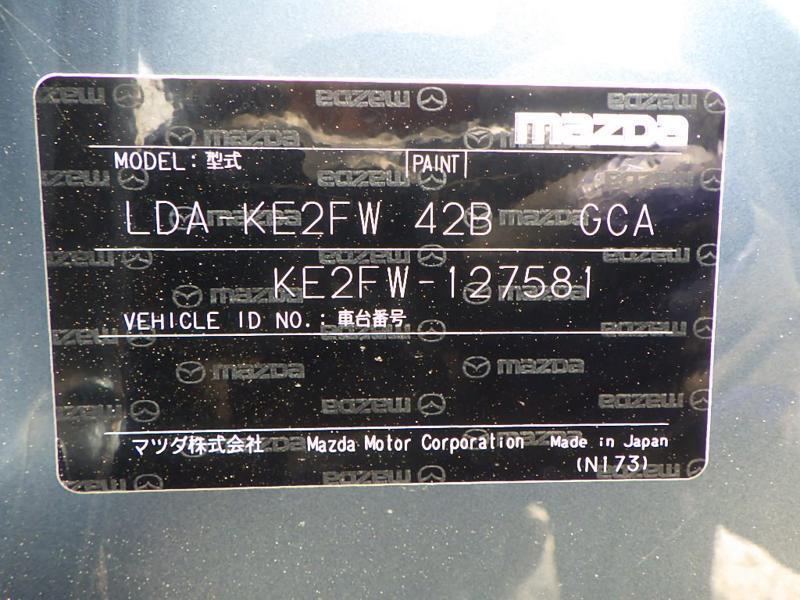 mazda
MODEL: 型式 PAINT
LDA-KE2FW 42B GCA
KE2FW-127581
VEHICLE ID NO.: 車台番号
マツダ株式会社 Mazda Motor Corporation Made in Japan
(N173)